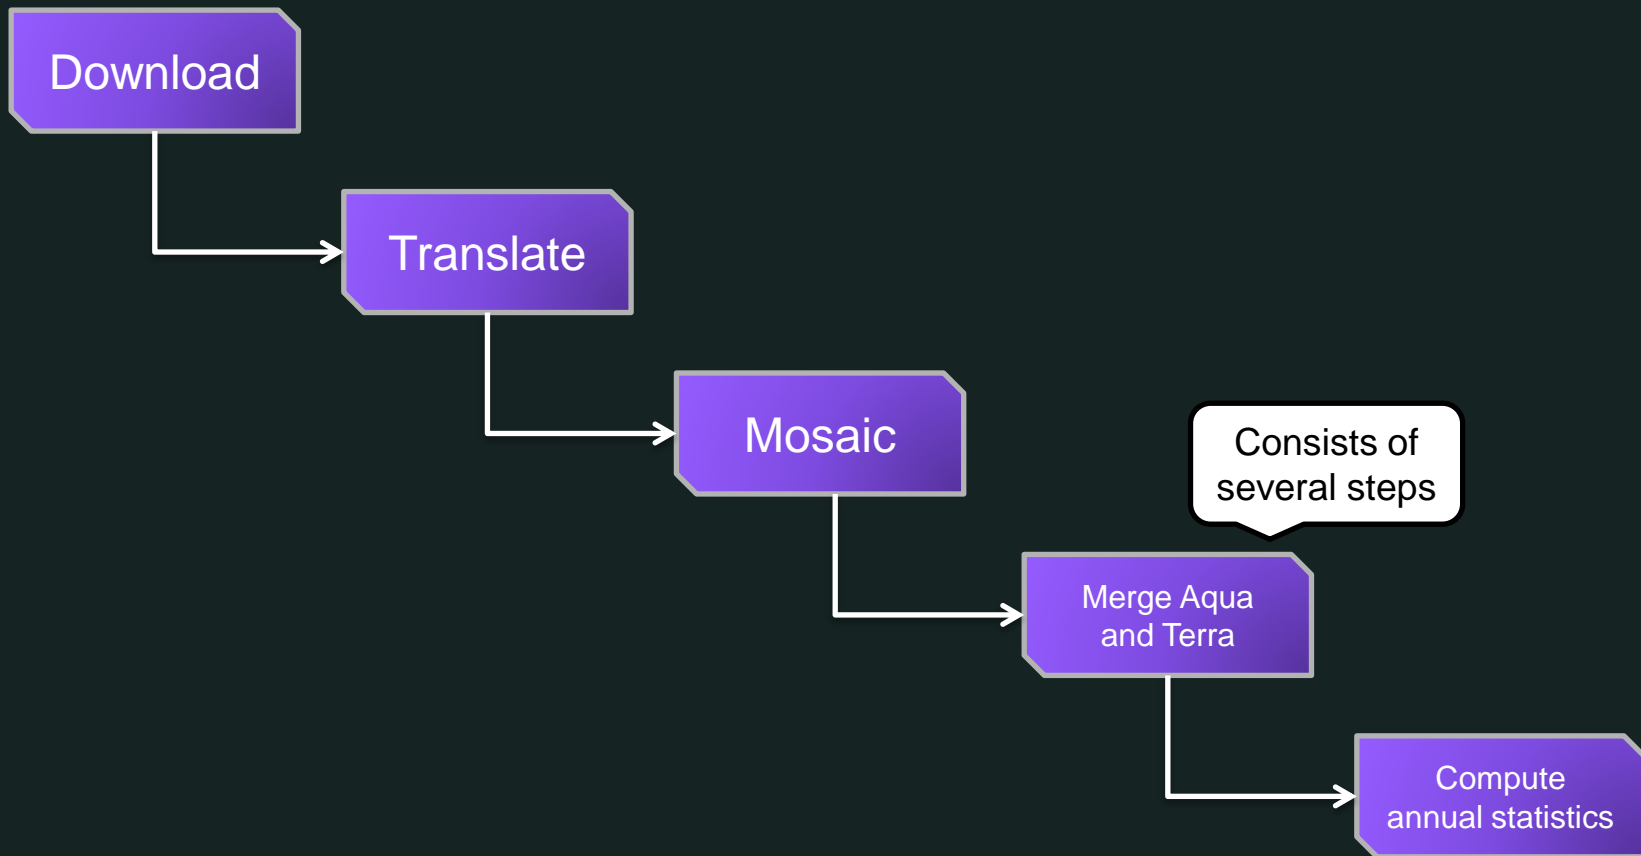 Download
Translate
Mosaic
Consists of
several steps
Merge Aqua
and Terra
Compute
annual statistics